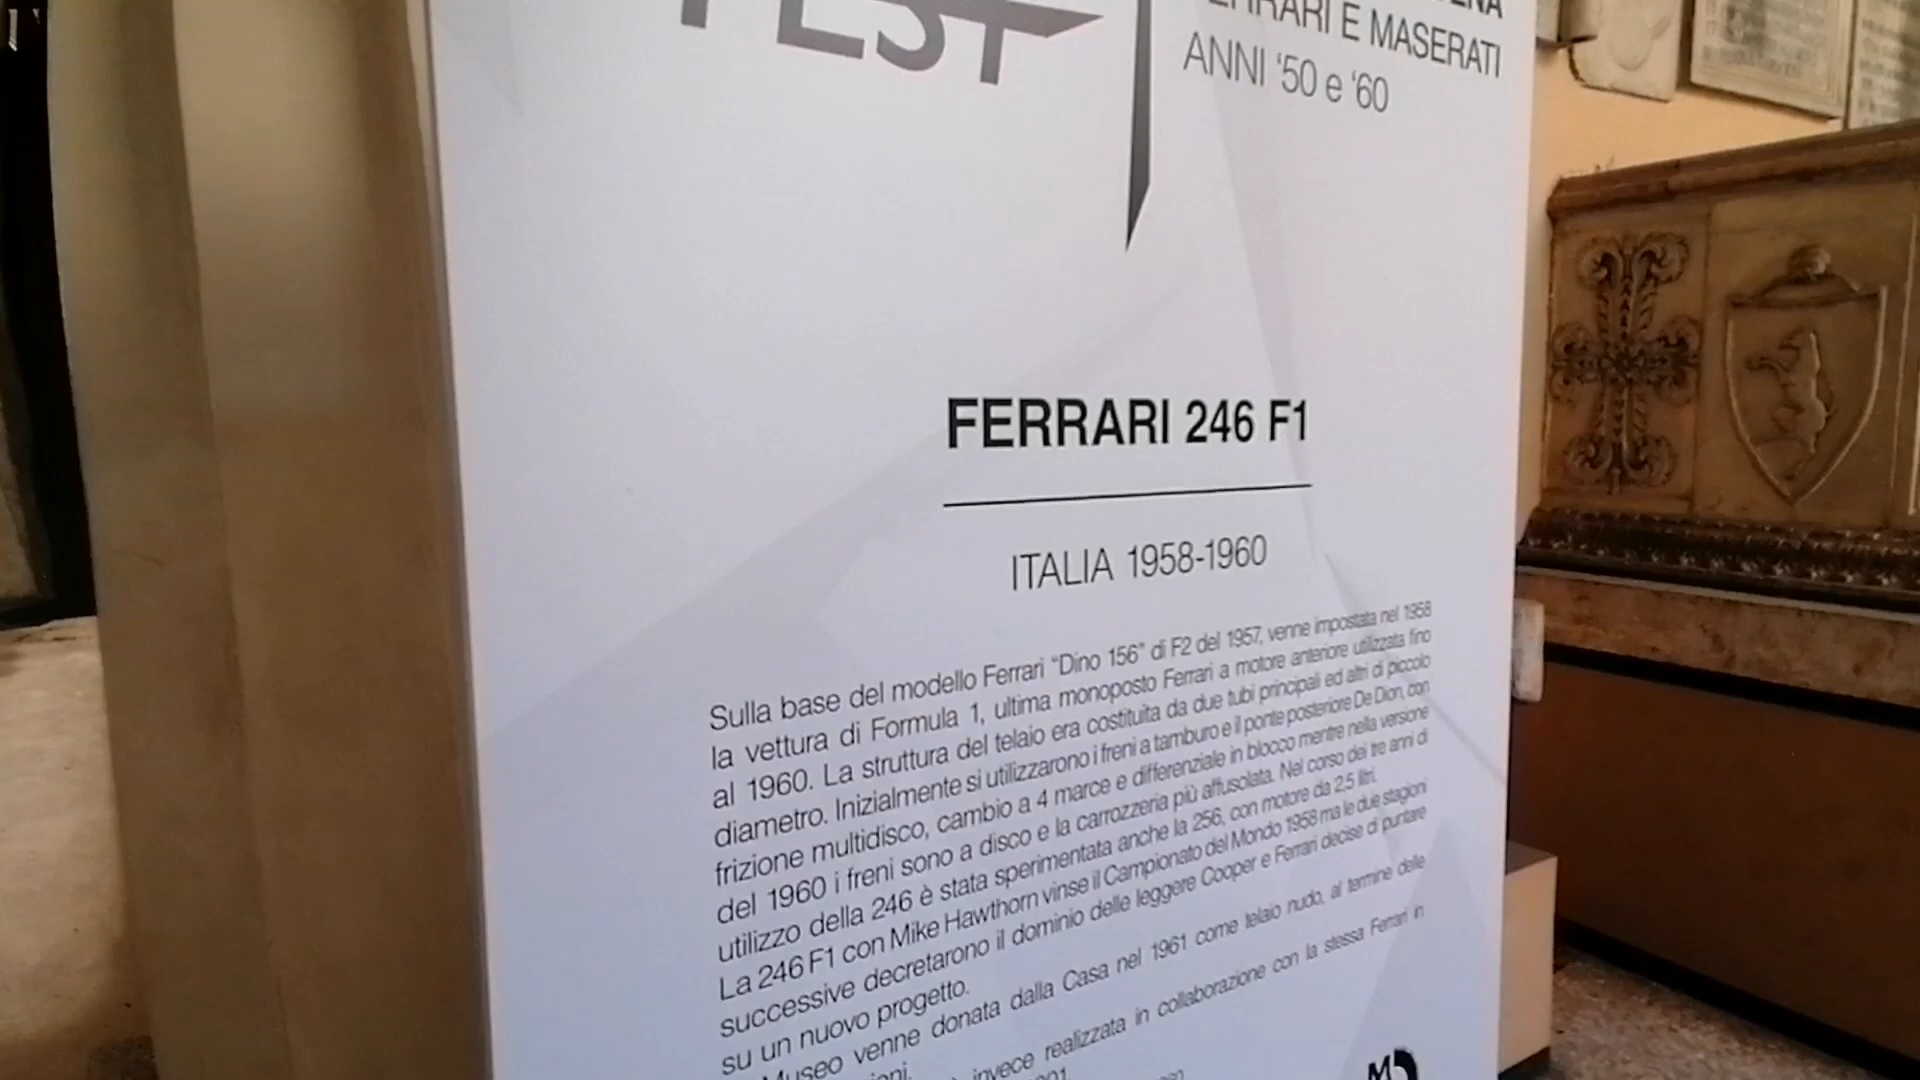 FEST
FERRARI E MASERATI
ANNI ‘50 e ‘60
FERRARI 246 F1
ITALIA 1958-1960
Sulla base del modello Ferrari “Dino 156” di F2 del 1957, venne impostata nel 1958
la vettura di Formula 1, ultima monoposto Ferrari a motore anteriore utilizzata fino
al 1960. La struttura del telaio era costituita da due tubi principali ed altri di piccolo
diametro. Inizialmente si utilizzarono i freni a tamburo e il ponte posteriore De Dion, con
frizione multidisco, cambio a 4 marce e differenziale in blocco mentre nella versione
del 1960 i freni sono a disco e la carrozzeria più affusolata. Nel corso dei tre anni di
utilizzo della 246 è stata sperimentata anche la 256, con motore da 2,5 litri.
La 246 F1 con Mike Hawthorn vinse il Campionato del Mondo 1958 ma le due stagioni
successive decretarono il dominio delle leggere Cooper e Ferrari decise di puntare
su un nuovo progetto.
Museo venne donata dalla Casa nel 1961 come telaio nudo, al termine delle
invece realizzata in collaborazione con la stessa Ferrari in